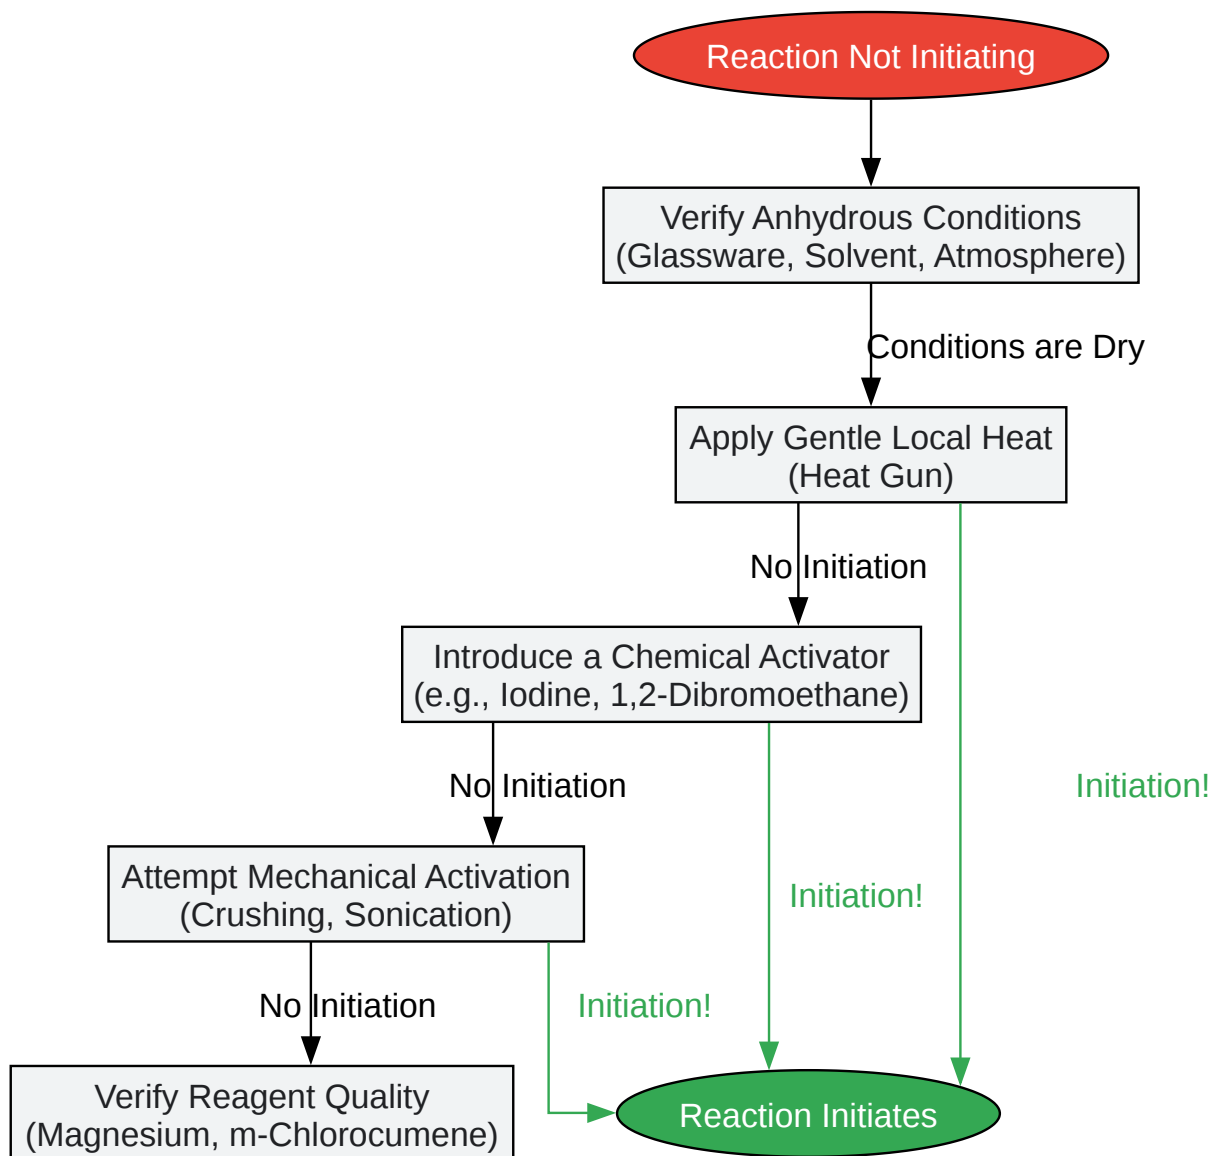 Reaction Not Initiating
Verify Anhydrous Conditions
(Glassware, Solvent, Atmosphere)
Conditions are Dry
Apply Gentle Local Heat
(Heat Gun)
No Initiation
Introduce a Chemical Activator
(e.g., Iodine, 1,2-Dibromoethane)
No Initiation
Initiation!
Attempt Mechanical Activation
(Crushing, Sonication)
Initiation!
No Initiation
Initiation!
Verify Reagent Quality
(Magnesium, m-Chlorocumene)
Reaction Initiates